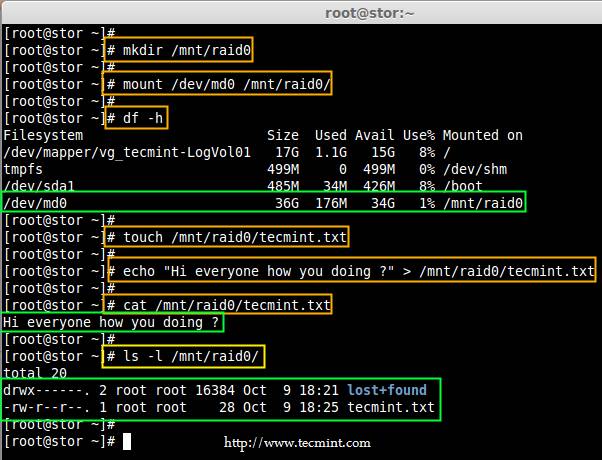 root@stor:~
[root@stor ~]#
[root@stor ~]# mkdir /mnt/raid0
[root@stor ~]#
[root@stor ~]# mount /dev/md0 /mnt/raid0/
[root@stor ~]#
[root@stor ~]# df -h
Filesystem Size Used Avail Use% Mounted on
/dev/mapper/vg_tecmint-LogVol01 17G 1.1G 15G 8% /
tmpfs 499M 0 499M 0% /dev/shm
/dev/sda1 485M 34M 426M 8% /boot
/dev/md0 36G 176M 34G 1% /mnt/raid0
[root@stor ~]#
[root@stor ~]# touch /mnt/raid0/tecmint.txt
[root@stor ~]#
[root@stor ~]# echo "Hi everyone how you doing ?" > /mnt/raid0/tecmint.txt
[root@stor ~]#
[root@stor ~]# cat /mnt/raid0/tecmint.txt
Hi everyone how you doing ?
[root@stor ~]#
[root@stor ~]# ls -l /mnt/raid0/
total 20
drwx------. 2 root root 16384 Oct 9 18:21 lost+found
-rw-r--r--. 1 root root 28 Oct 9 18:25 tecmint.txt
[root@stor ~]#
[root@stor ~]#
http://www.tecmint.com